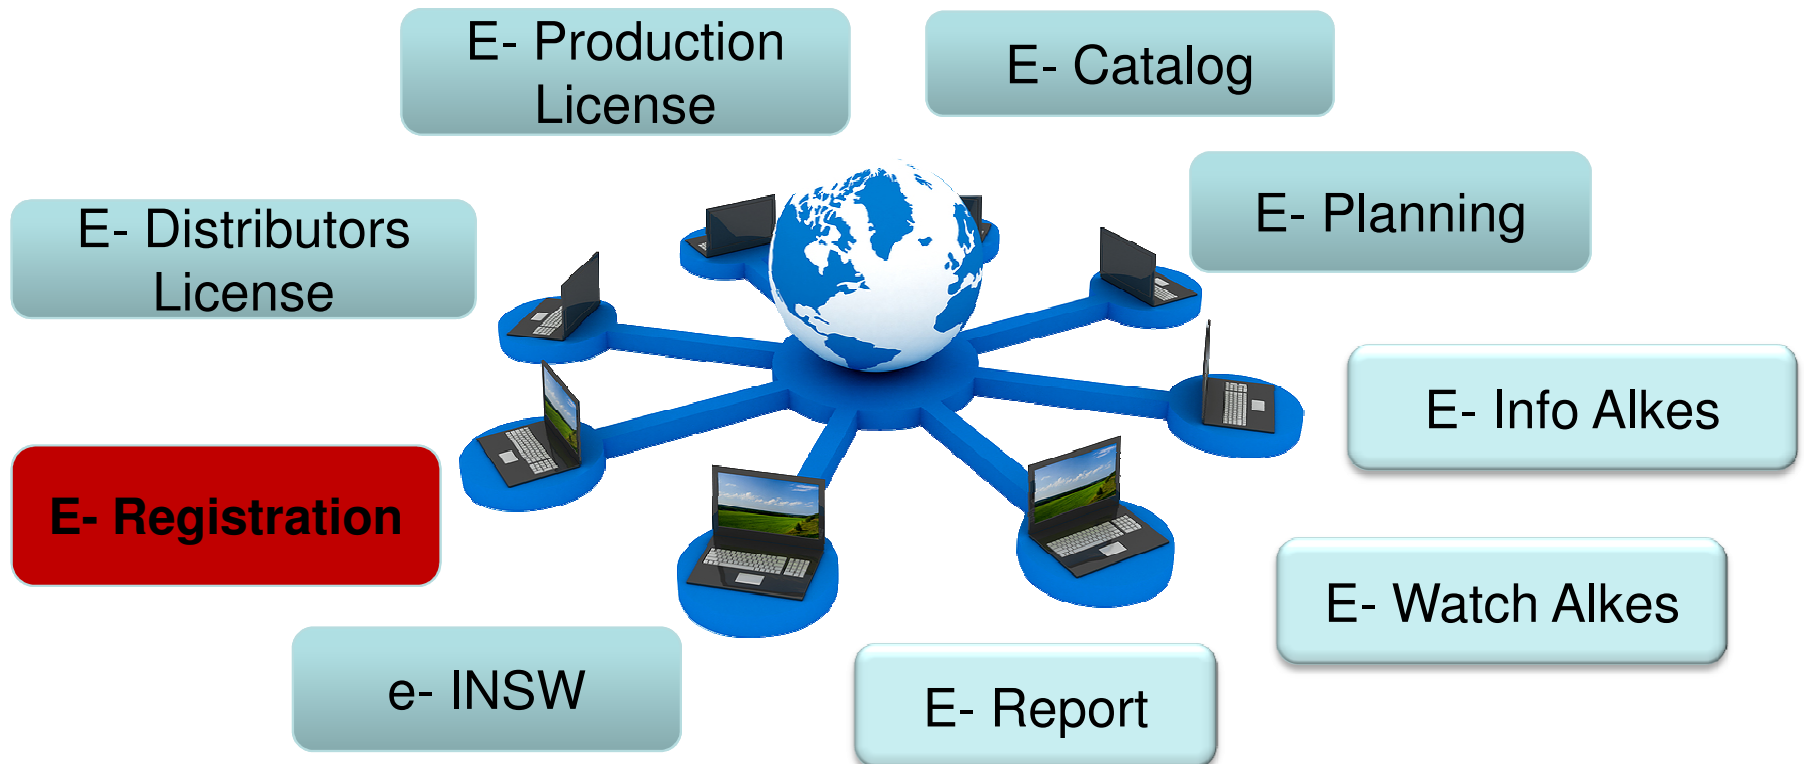 E- Production
License
E- Catalog
E- Planning
E- Distributors
License
E- Info Alkes
E- Registration
E- Watch Alkes
e- INSW
E- Report